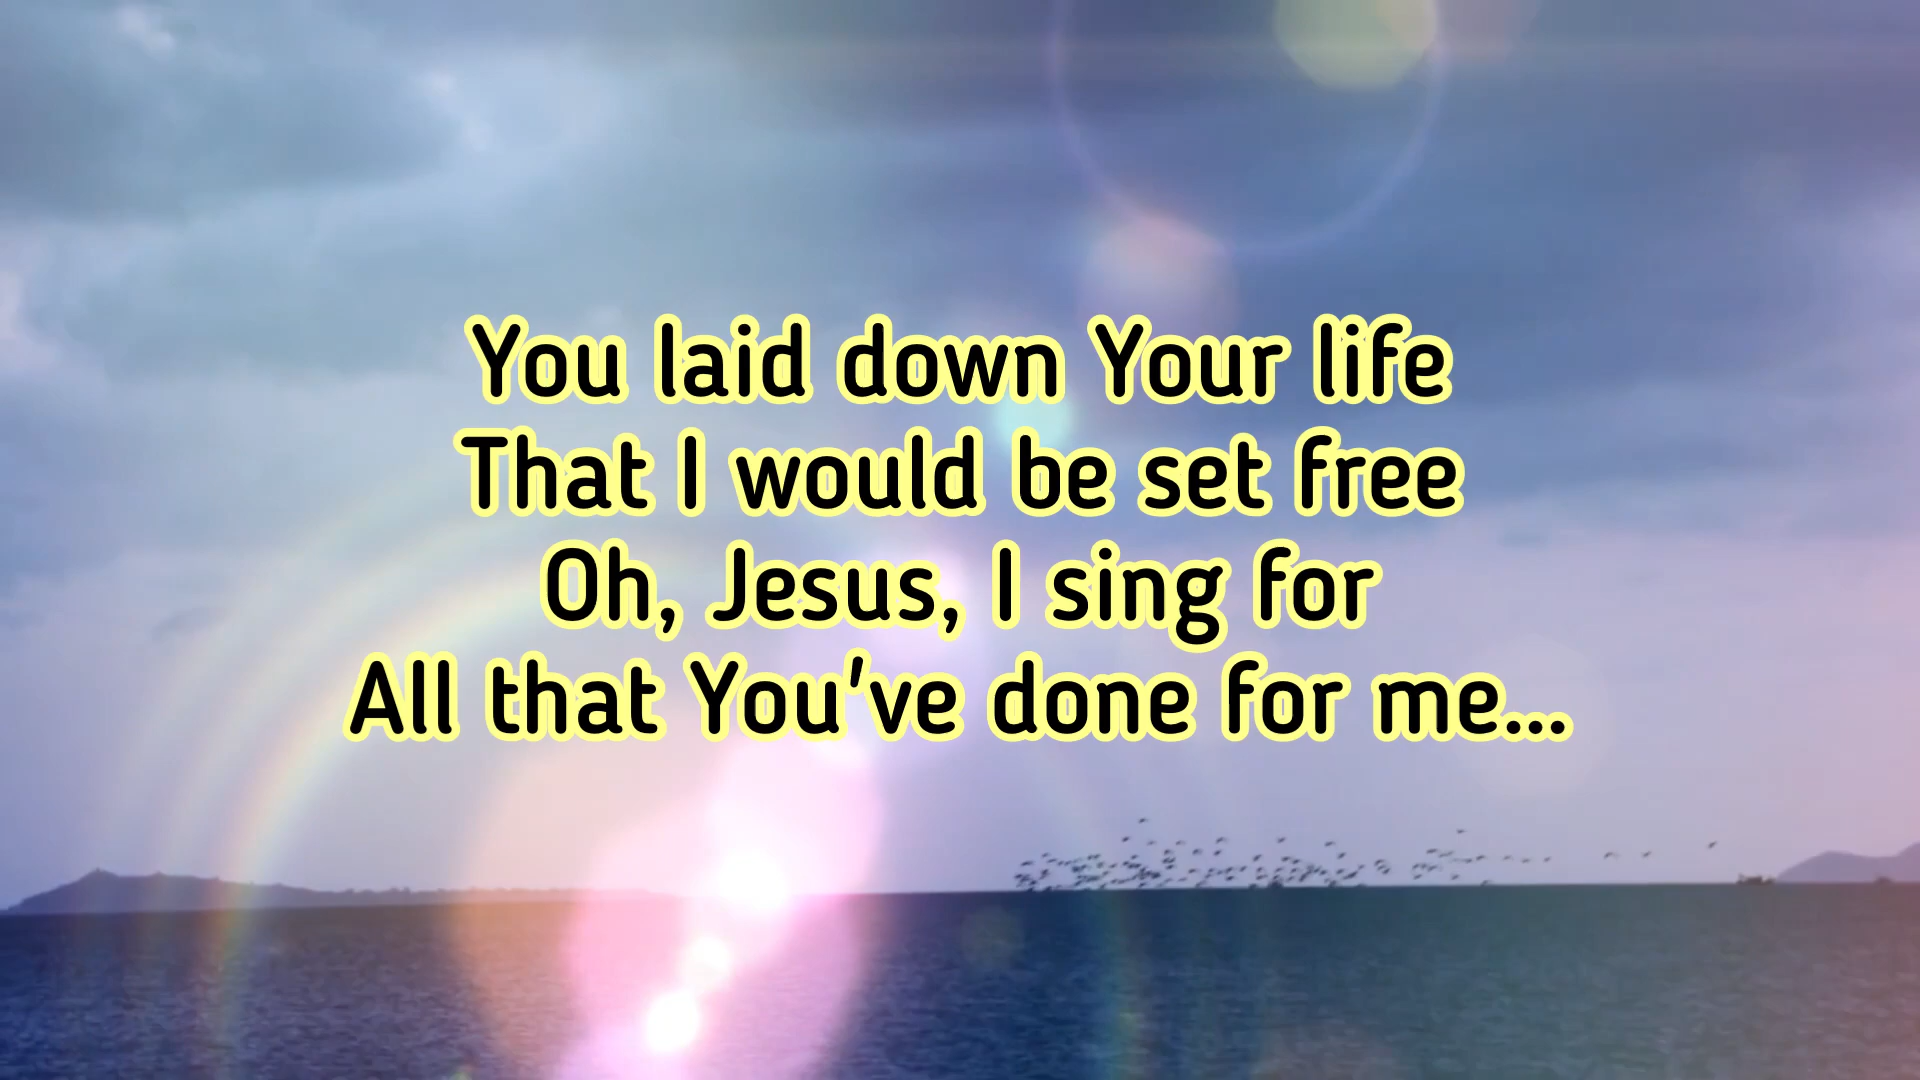 You laid down Your life
That I would be set free
Oh, Jesus, I sing for
All that You've done for me...